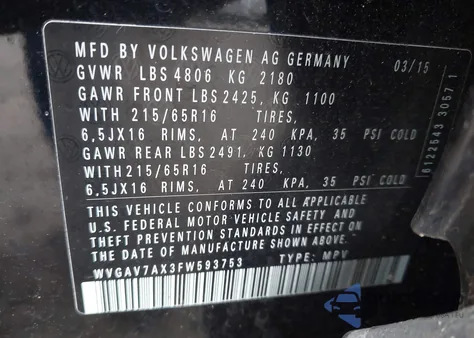 MFD BY VOLKSWAGEN AG GERMANY 03/15
GVWR LBS 4806 KG 2180
GAWR FRONT LBS 2425, KG 1100
WITH 215/65R16 TIRES,
6,5JX16 RIMS, AT 240 KPA, 35 PSI COLD
GAWR REAR LBS 2491, KG 1130
WITH 215/65R16 TIRES,
6,5JX16 RIMS, AT 240 KPA, 35 PSI COLD
THIS VEHICLE CONFORMS TO ALL APPLICABLE
U.S. FEDERAL MOTOR VEHICLE SAFETY AND
THEFT PREVENTION STANDARDS IN EFFECT ON
THE DATE OF MANUFACTURE SHOWN ABOVE
WVGAV7AX3FW593753 TYPE: MPV
6122543 3057 1